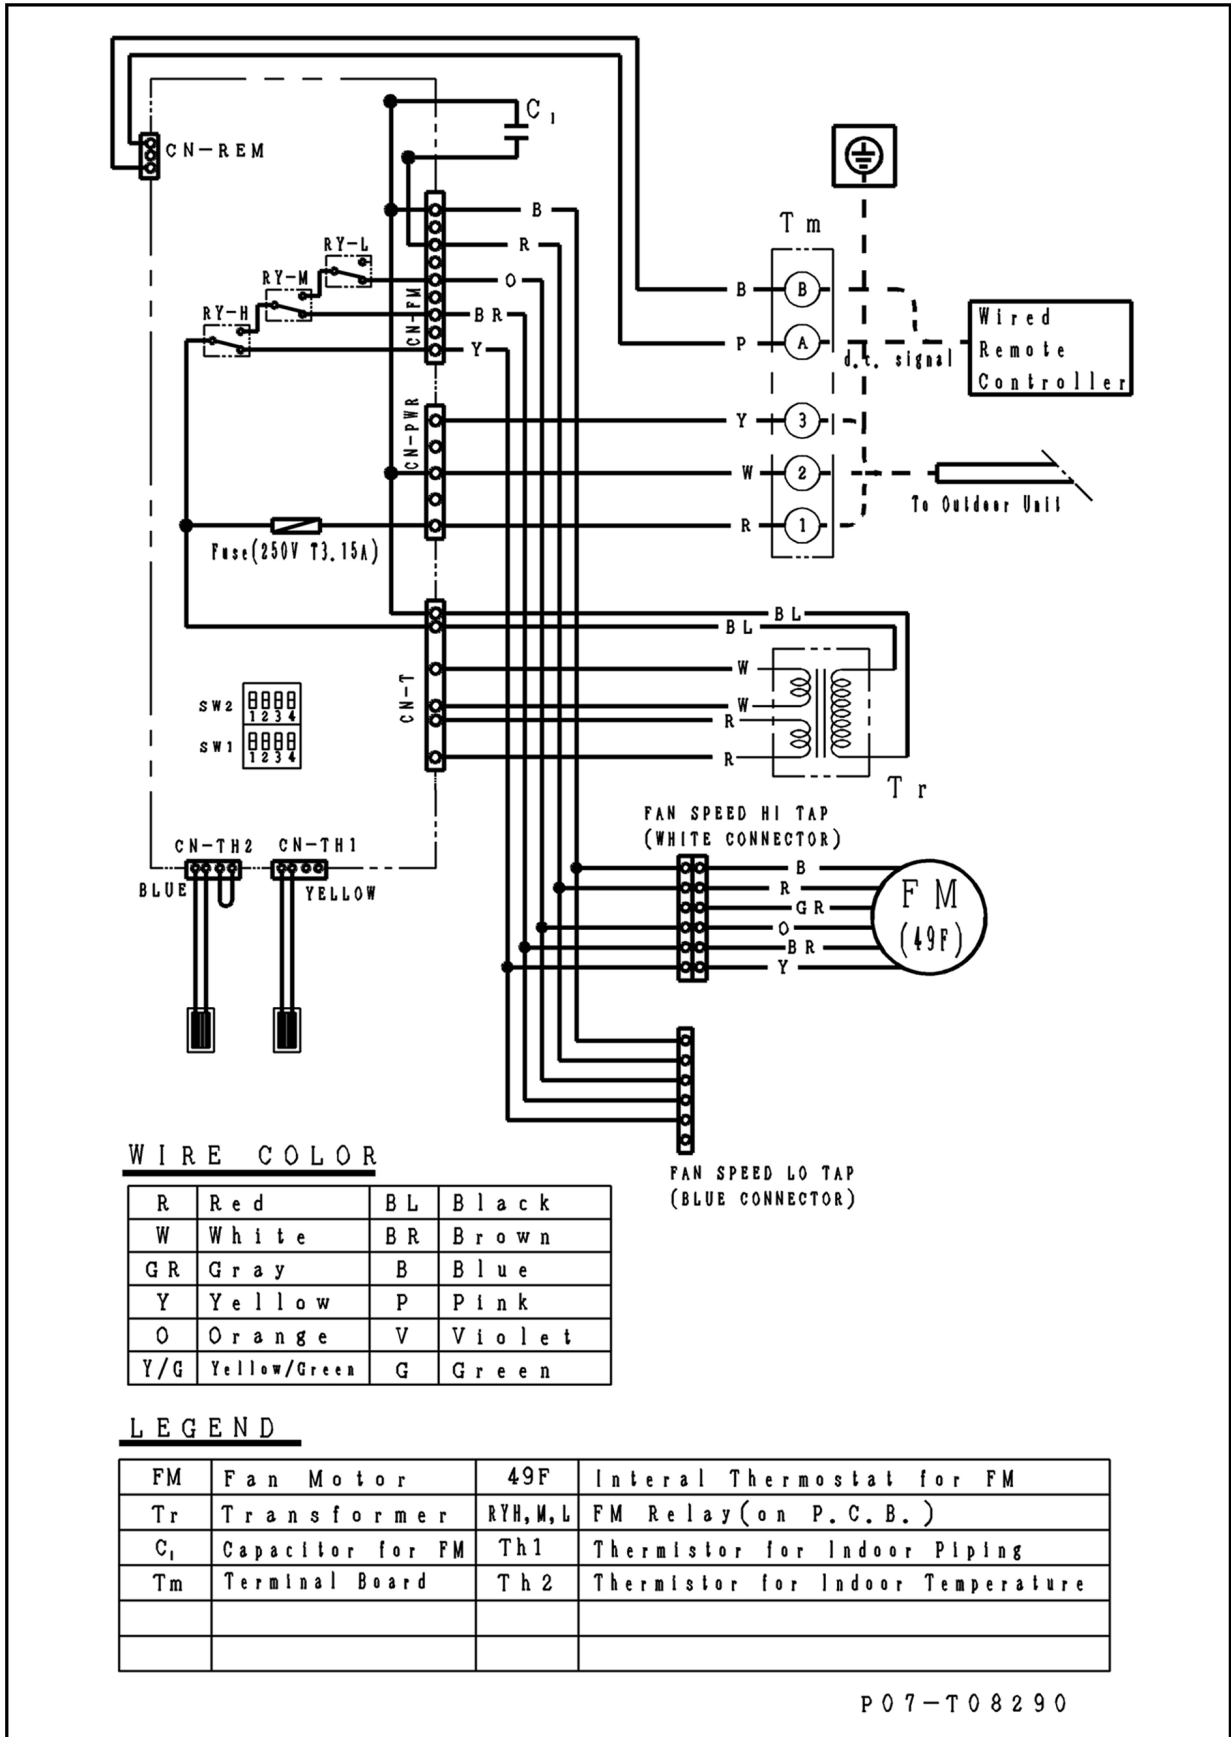 C1
CN-REM
Tm
RY-L
B
R
RY-M
O
B
B
Wired
Remote
Controller
RY-H
CN-FM
BR
Y
P
A
d.c. signal
CN-PWR
Y
3
W
2
To Outdoor Unit
R
1
Fuse(250V T3.15A)
BL
BL
W
CN-T
W
R
R
SW2
1234
SW1
1234
Tr
FAN SPEED HI TAP
(WHITE CONNECTOR)
CN-TH2
CN-TH1
BLUE
YELLOW
B
R
GR
O
BR
Y
FM
(49F)
FAN SPEED LO TAP
(BLUE CONNECTOR)
WIRE COLOR
R Red BL Black
W White BR Brown
GR Gray B Blue
Y Yellow P Pink
O Orange V Violet
Y/G Yellow/Green G Green
LEGEND
FM Fan Motor 49F Interal Thermostat for FM
Tr Transformer RYH,M,L FM Relay(on P.C.B.)
C1 Capacitor for FM Th1 Thermistor for Indoor Piping
Tm Terminal Board Th2 Thermistor for Indoor Temperature
P07-T08290